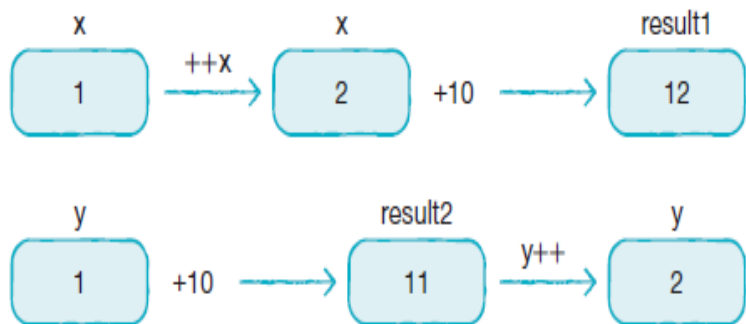 x x result1
1 ++x 2 +10 12
y result2 y
1 +10 11 y++ 2